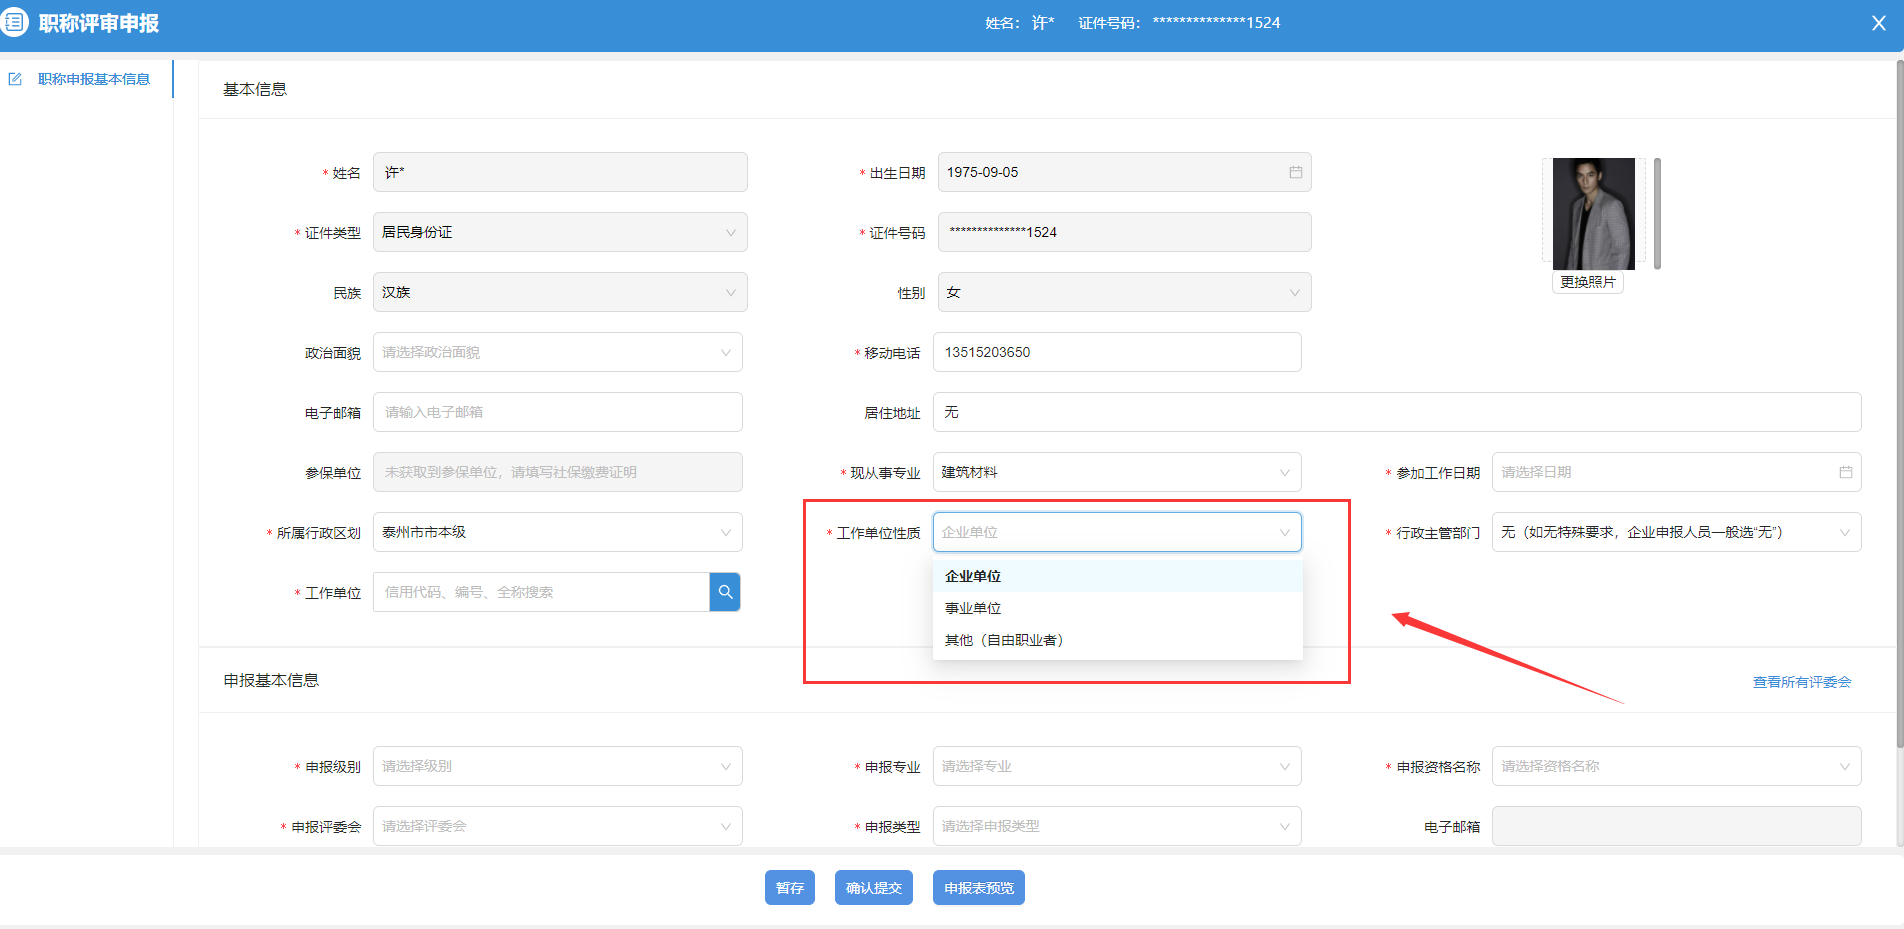 职称评审申报
姓名： 许* 证件号码： **************1524
职称申报基本信息
基本信息
* 姓名 许*
* 出生日期 1975-09-05
* 证件类型 居民身份证
* 证件号码 **************1524
更换照片
民族 汉族
性别 女
政治面貌 请选择政治面貌
* 移动电话 13515203650
电子邮箱 请输入电子邮箱
居住地址 无
参保单位 未获取到参保单位，请填写社保缴费证明
* 现从事专业 建筑材料
* 参加工作日期 请选择日期
* 所属行政区划 泰州市市本级
* 工作单位性质 企业单位
* 行政主管部门 无（如无特殊要求，企业申报人员一般选“无”）
企业单位
事业单位
其他（自由职业者）
* 工作单位 信用代码、编号、全称搜索
申报基本信息
查看所有评委会
* 申报级别 请选择级别
* 申报专业 请选择专业
* 申报资格名称 请选择资格名称
* 申报评委会 请选择评委会
* 申报类型 请选择申报类型
电子邮箱
暂存 确认提交 申报表预览